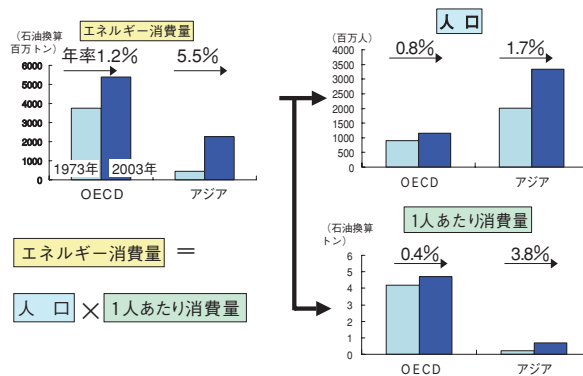 エネルギー消費量
(石油換算
百万トン)
年率1.2%
5.5%
6000
5000
4000
3000
2000
1000
0
1973年
2003年
OECD
アジア
人口
(百万人)
0.8%
1.7%
4000
3500
3000
2500
2000
1500
1000
500
0
OECD
アジア
1人あたり消費量
(石油換算
トン)
0.4%
3.8%
6
5
4
3
2
1
0
OECD
アジア
エネルギー消費量 =
人 口 × 1人あたり消費量